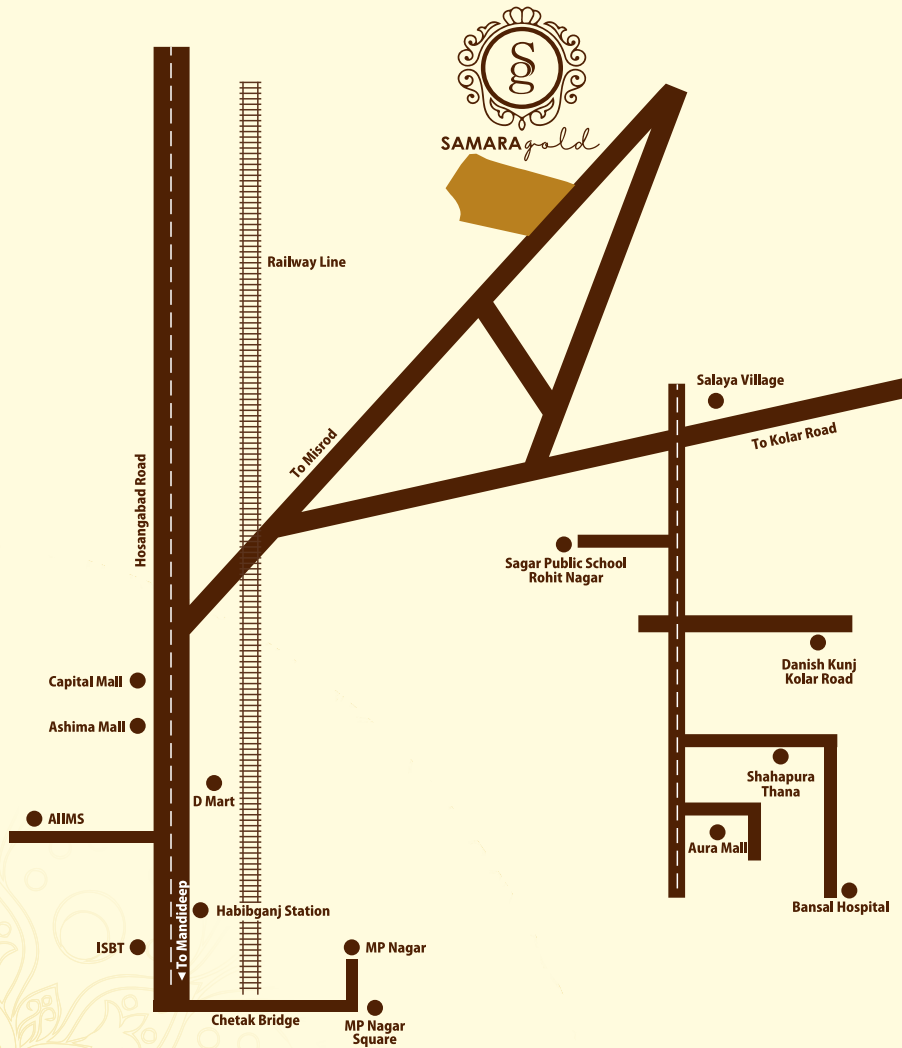 Sg
SAMARA gold
Railway Line
Salaya Village
To Kolar Road
To Misrod
Hosangabad Road
Sagar Public School
Rohit Nagar
Danish Kunj
Kolar Road
Capital Mall
Ashima Mall
D Mart
Shahapura
Thana
AIIMS
Aura Mall
Bansal Hospital
To Mandideep
Habibganj Station
ISBT
MP Nagar
Chetak Bridge
MP Nagar
Square